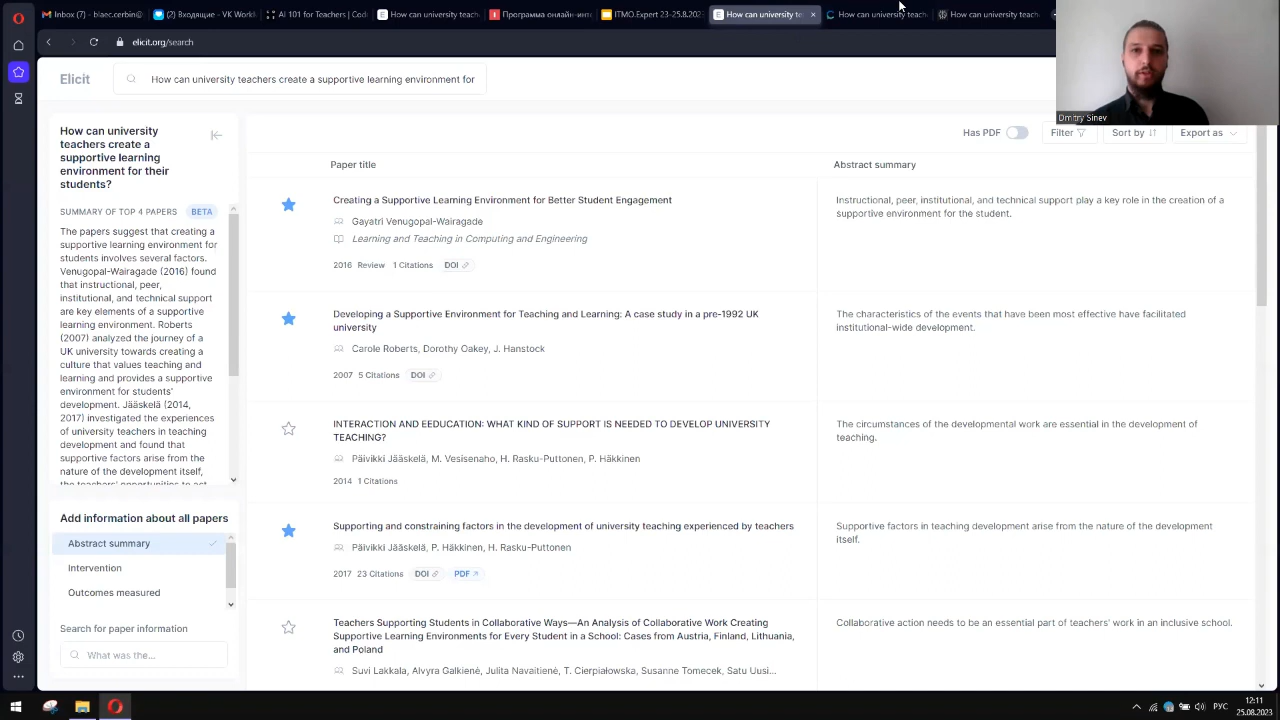 Inbox (7) - blaec.cerbin@
(2) Входящие - VK Workm
AI 101 for Teachers | Cod
How can university teache
Программа онлайн-инте
ITMO.Expert 23-25.8.202
How can university te
How can university teach
How can university teache
elicit.org/search
Elicit
How can university teachers create a supportive learning environment for
Dmitry Sinev
How can university
teachers create a
supportive learning
environment for their
students?
SUMMARY OF TOP 4 PAPERS BETA
The papers suggest that creating a
supportive learning environment for
students involves several factors.
Venugopal-Wairagade (2016) found
that instructional, peer,
institutional, and technical support
are key elements of a supportive
learning environment. Roberts
(2007) analyzed the journey of a
UK university towards creating a
culture that values teaching and
learning and provides a supportive
environment for students'
development. Jääskelä (2014,
2017) investigated the experiences
of university teachers in teaching
development and found that
supportive factors arise from the
nature of the development itself,
the teachers' opportunities to act
Add information about all papers
Abstract summary
Intervention
Outcomes measured
Search for paper information
What was the...
Has PDF
Filter
Sort by
Export as
Paper title
Abstract summary
Creating a Supportive Learning Environment for Better Student Engagement
Gayatri Venugopal-Wairagade
Learning and Teaching in Computing and Engineering
2016 Review 1 Citations DOI
Instructional, peer, institutional, and technical support play a key role in the creation of a
supportive environment for the student.
Developing a Supportive Environment for Teaching and Learning: A case study in a pre-1992 UK
university
Carole Roberts, Dorothy Oakey, J. Hanstock
2007 5 Citations DOI
The characteristics of the events that have been most effective have facilitated
institutional-wide development.
INTERACTION AND EEDUCATION: WHAT KIND OF SUPPORT IS NEEDED TO DEVELOP UNIVERSITY
TEACHING?
Päivikki Jääskelä, M. Vesisenaho, H. Rasku-Puttonen, P. Häkkinen
2014 1 Citations
The circumstances of the developmental work are essential in the development of
teaching.
Supporting and constraining factors in the development of university teaching experienced by teachers
Päivikki Jääskelä, P. Häkkinen, H. Rasku-Puttonen
2017 23 Citations DOI PDF
Supportive factors in teaching development arise from the nature of the development
itself.
Teachers Supporting Students in Collaborative Ways—An Analysis of Collaborative Work Creating
Supportive Learning Environments for Every Student in a School: Cases from Austria, Finland, Lithuania,
and Poland
Suvi Lakkala, Alvyra Galkienė, Julita Navaitienė, T. Cierpiałowska, Susanne Tomecek, Satu Uusi...
Collaborative action needs to be an essential part of teachers' work in an inclusive school.
РУС
12:11
25.08.2023